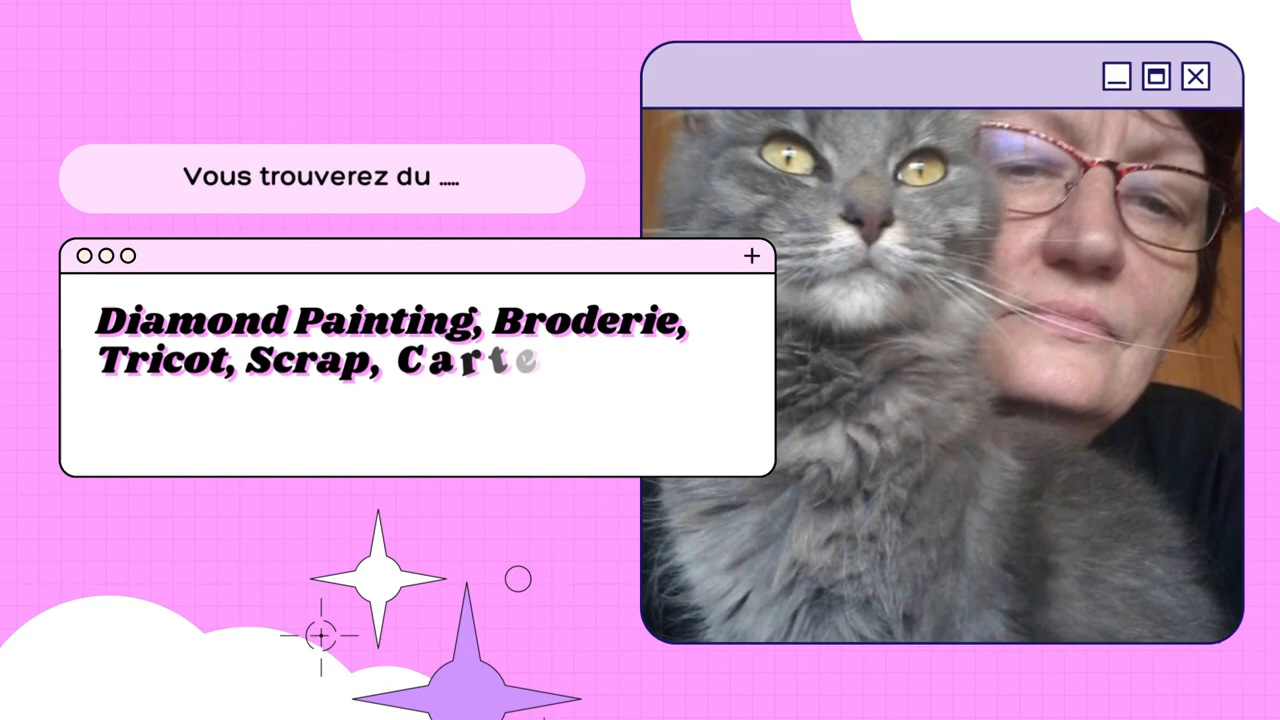 Vous trouverez du .....
Diamond Painting, Broderie,
Tricot, Scrap, Carte